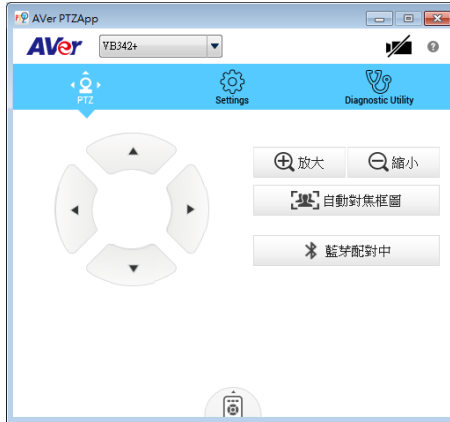 AVer PTZApp
AVer
VB342+
PTZ
Settings
Diagnostic Utility
放大
縮小
自動對焦框圖
藍芽配對中